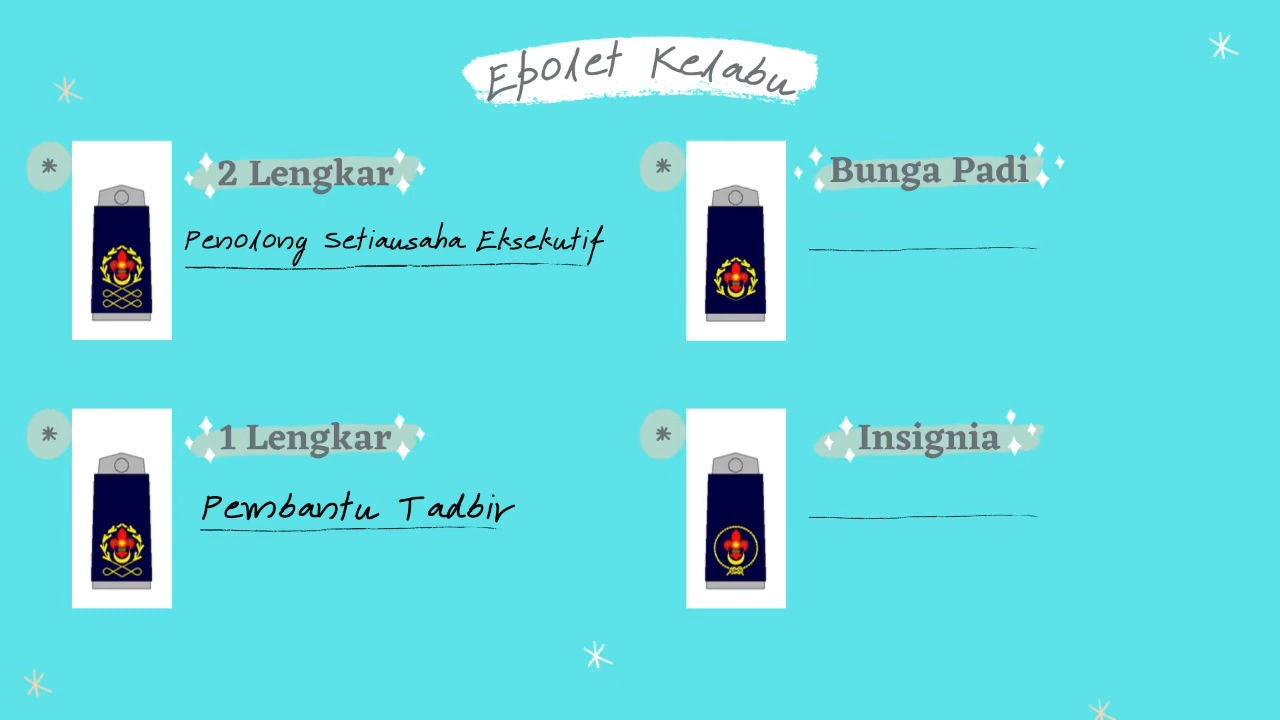 Epolet Kelabu
2 Lengkar
Penolong Setiausaha Eksekutif
Bunga Padi
1 Lengkar
Pembantu Tadbir
Insignia